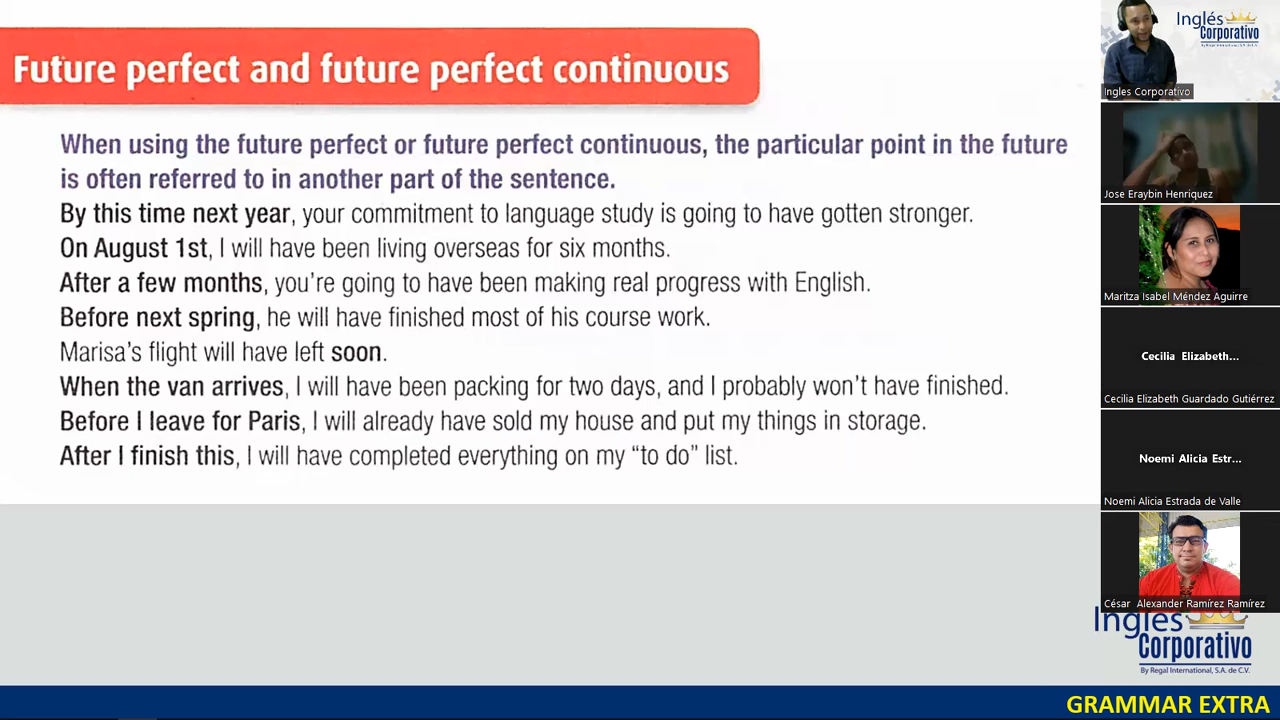 Future perfect and future perfect continuous
When using the future perfect or future perfect continuous, the particular point in the future
is often referred to in another part of the sentence.
By this time next year, your commitment to language study is going to have gotten stronger.
On August 1st, I will have been living overseas for six months.
After a few months, you're going to have been making real progress with English.
Before next spring, he will have finished most of his course work.
Marisa's flight will have left soon.
When the van arrives, I will have been packing for two days, and I probably won't have finished.
Before I leave for Paris, I will already have sold my house and put my things in storage.
After I finish this, I will have completed everything on my “to do” list.
Inglés
Corporativo
By Regal International, S.A. de C.V.
Ingles Corporativo
Jose Eraybin Henriquez
Maritza Isabel Méndez Aguirre
Cecilia Elizabeth...
Cecilia Elizabeth Guardado Gutiérrez
Noemi Alicia Estr...
Noemi Alicia Estrada de Valle
César Alexander Ramírez Ramírez
Inglés
Corporativo
By Regal International, S.A. de C.V.
GRAMMAR EXTRA